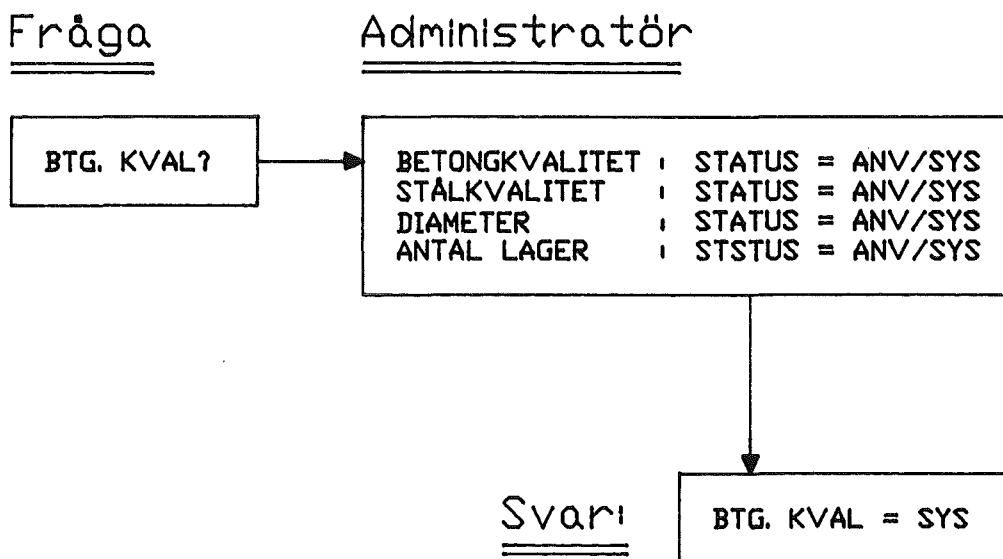 Fråga
Administratör
BTG. KVAL?
BETONGKVALITET : STATUS = ANV/SYS
STÅLKVALITET : STATUS = ANV/SYS
DIAMETER : STATUS = ANV/SYS
ANTAL LAGER : STSTUS = ANV/SYS
Svar:
BTG. KVAL = SYS